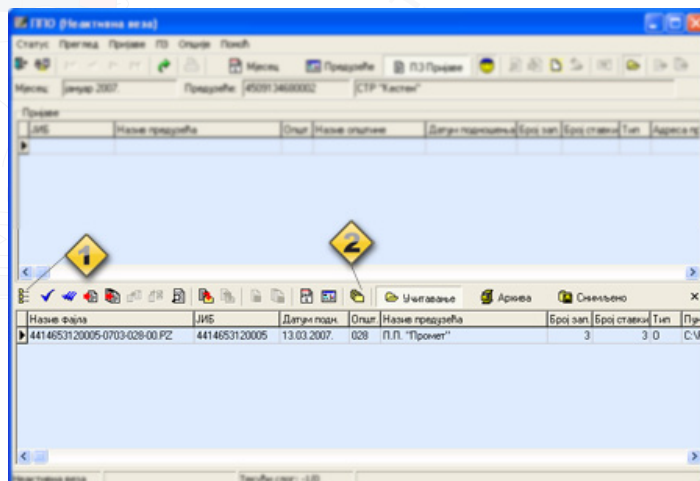 ППО (Неактивна веза)
Статус Преглед Пријаве ПЗ Опције Помоћ
Мјесец Предузеће ПЗ Пријаве
Мјесец: јануар 2007. Предузеће: 4509134680002 СТР "Кестен"
Пријаве
ЈИБ Назив предузећа Општ. Назив општине Датум подношења Број зап. Број ставки Тип
1 2
Учитавање Архива Снимљено
Назив фајла ЈИБ Датум подн. Општ. Назив предузећа Број зап. Број ставки Тип
4414653120005-0703-028-00.PZ 4414653120005 13.03.2007. 028 П.П. "Промет" 3 3 0
Неактивна веза